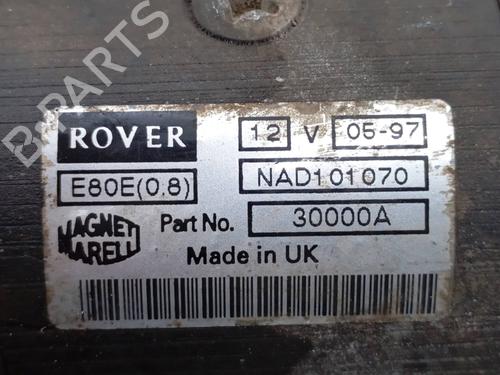 ROVER 12 V 05-97
E80E(0.8) NAD101070
MAGNETI MARELLI Part No. 30000A
Made in UK
B-PARTS